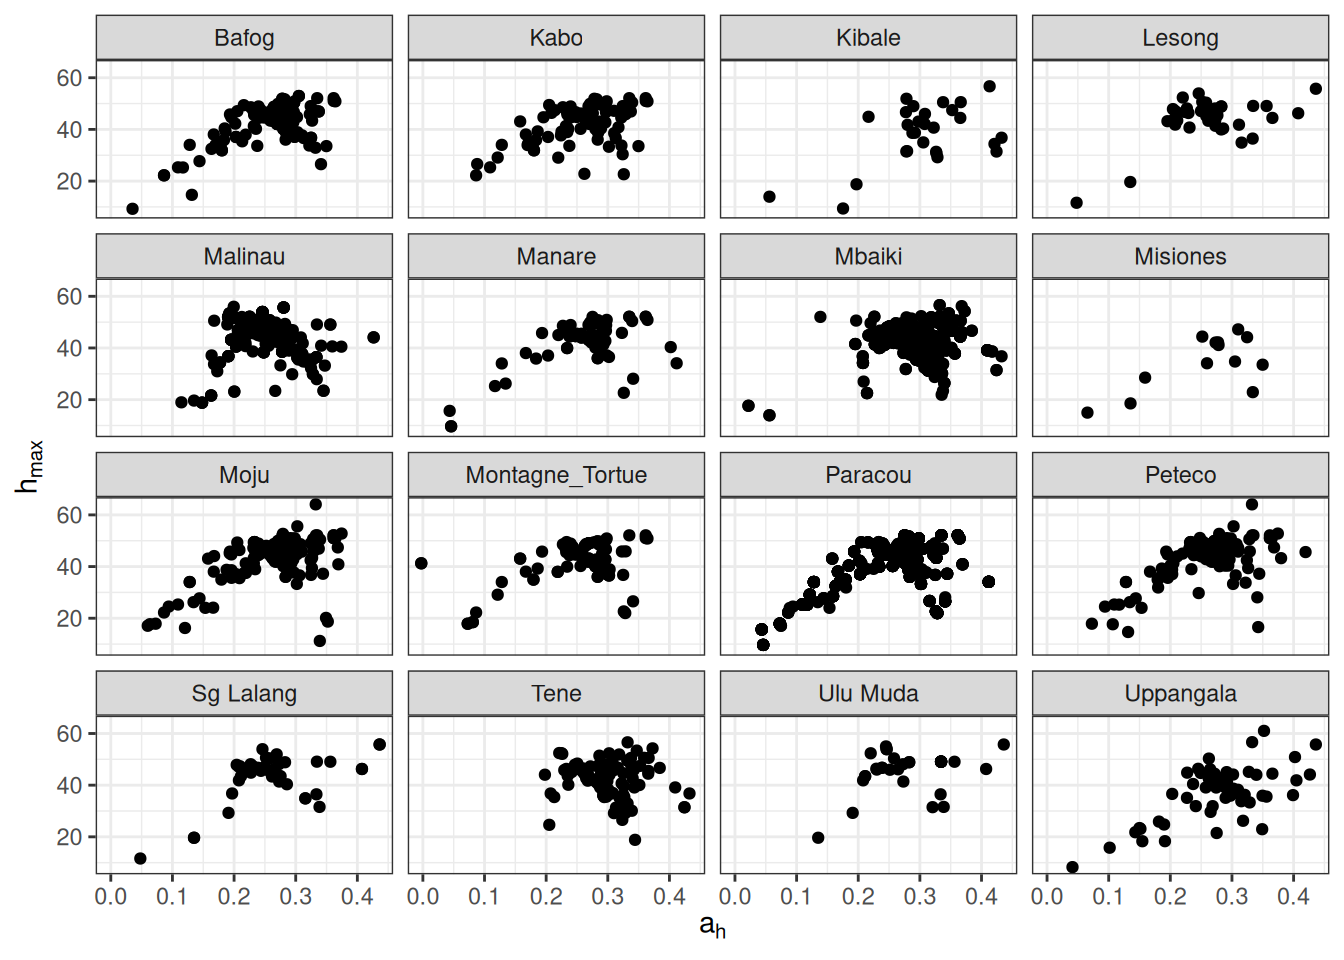 Bafog Kabo Kibale Lesong
60
40
20
Malinau Manare Mbaiki Misiones
60
40
20
h_max
Moju Montagne_Tortue Paracou Peteco
60
40
20
Sg Lalang Tene Ulu Muda Uppangala
60
40
20
0.0 0.1 0.2 0.3 0.4 0.0 0.1 0.2 0.3 0.4 0.0 0.1 0.2 0.3 0.4 0.0 0.1 0.2 0.3 0.4
a_h